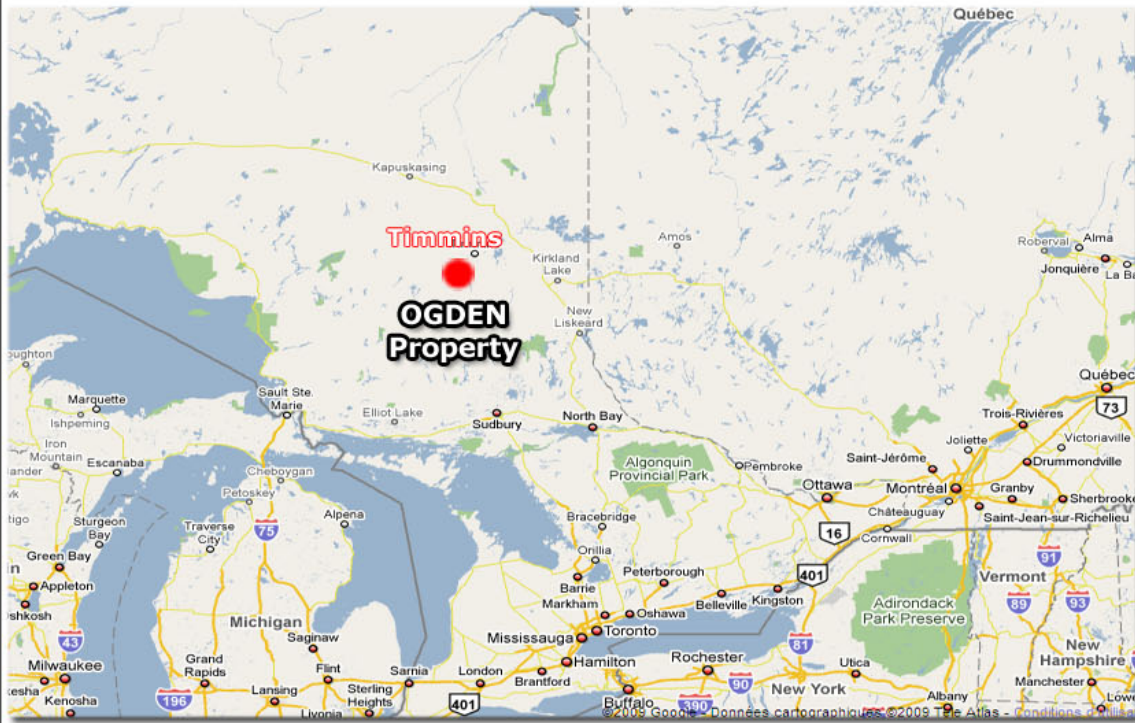 Québec
Kapuskasing
Timmins
Amos
Kirkland
Lake
Roberval
Alma
Jonquière
La Ba
OGDEN
Property
New
Liskeard
oughton
Marquette
Ishpeming
Sault Ste.
Marie
Elliot Lake
Sudbury
North Bay
Québec
73
Trois-Rivières
Iron
Mountain
Escanaba
ander
Cheboygan
Petoskey
Algonquin
Provincial Park
Pembroke
Joliette
Victoriaville
Saint-Jérôme
Drummondville
Ottawa
Montréal
Granby
Sherbrooke
Châteauguay
Saint-Jean-sur-Richelieu
tigo
Sturgeon
Bay
Traverse
City
75
Alpena
Bracebridge
16
Cornwall
Green Bay
Appleton
Orillia
Barrie
Peterborough
401
91
Vermont
shkosh
Markham
Oshawa
Belleville
Kingston
Adirondack
Park Preserve
89
93
43
Michigan
Saginaw
Mississauga
Toronto
81
New
Hampshire
Milwaukee
Grand
Rapids
Flint
Sarnia
London
Hamilton
Brantford
Rochester
Utica
Manchester
kesha
Kenosha
196
Lansing
Sterling
Heights
Livonia
401
Buffalo
390
90
New York
Albany
Lowe
©2009 Google - Données cartographiques ©2009 Tele Atlas - Conditions d'utilisa